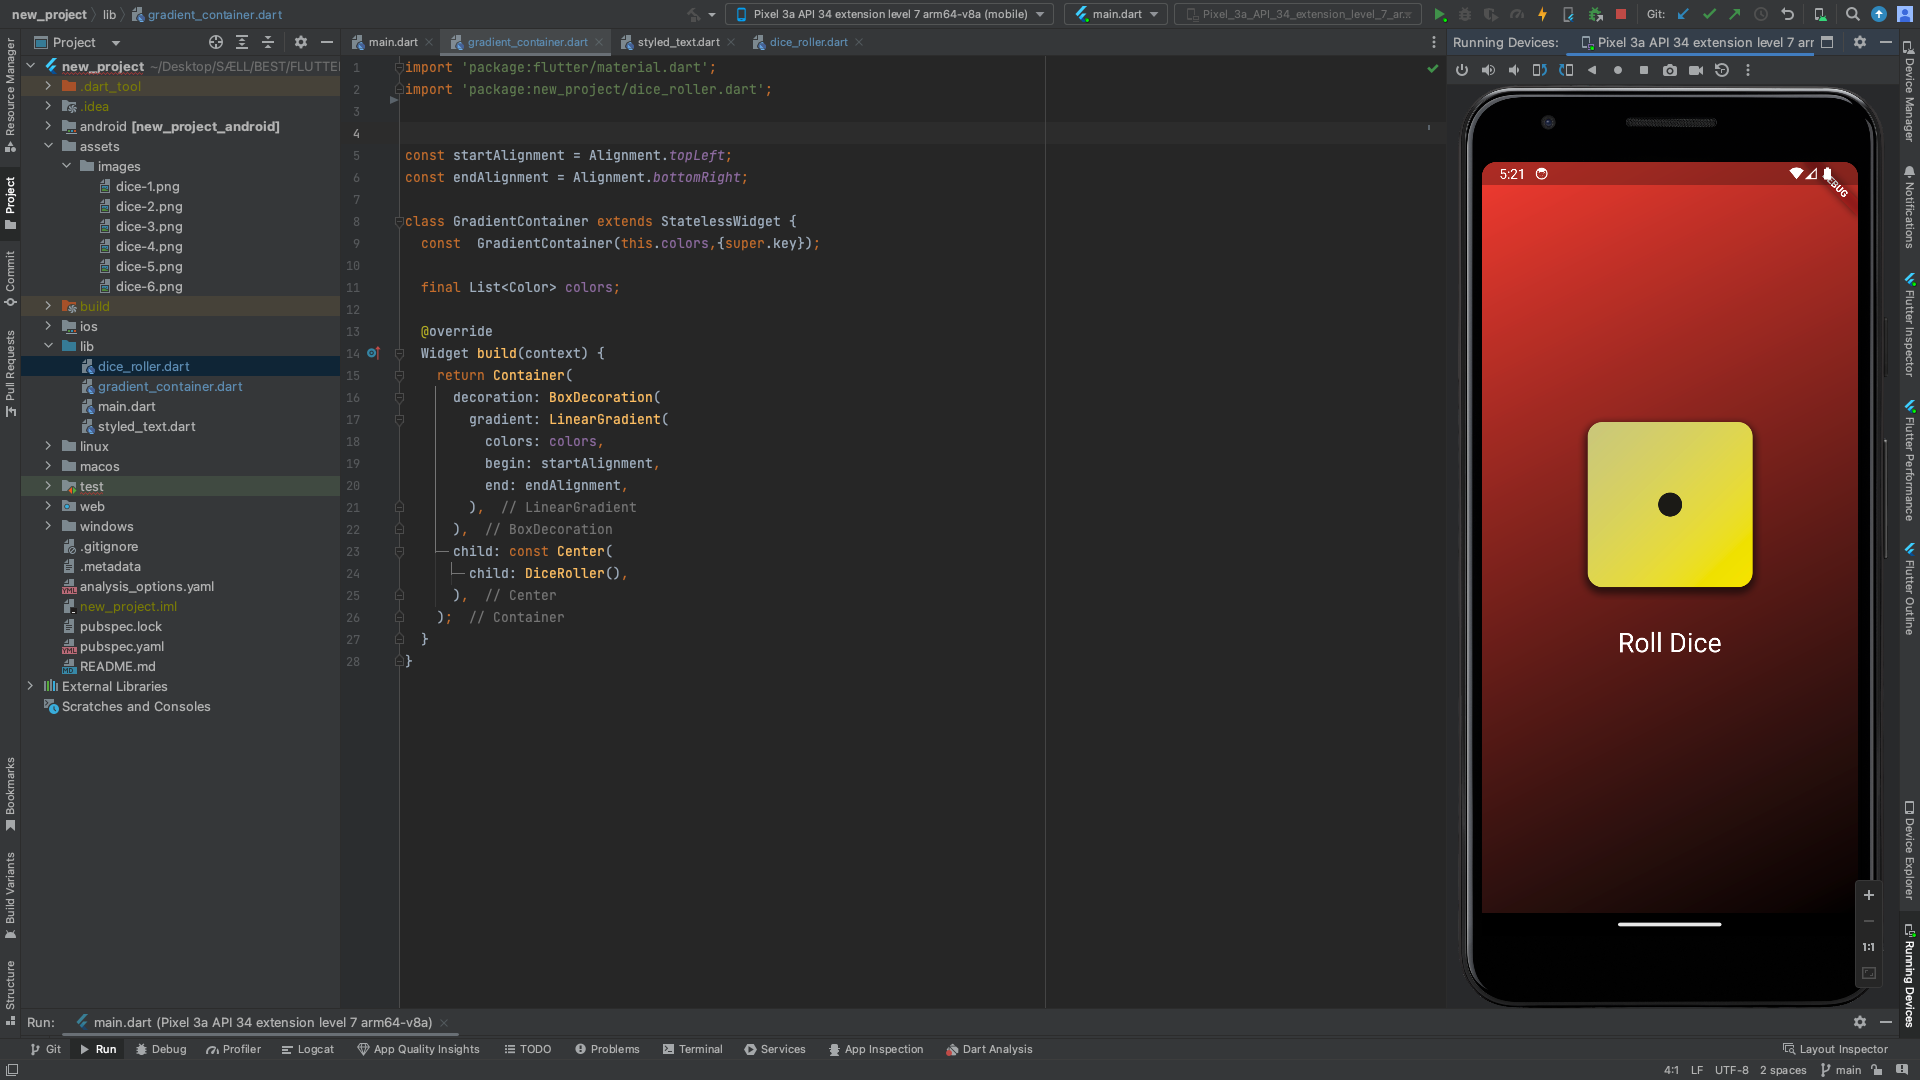 new_project lib gradient_container.dart
Pixel 3a API 34 extension level 7 arm64-v8a (mobile)
main.dart
Pixel_3a_API_34_extension_level_7_ar...
Git:
Project
main.dart
gradient_container.dart
styled_text.dart
dice_roller.dart
Running Devices:
Pixel 3a API 34 extension level 7 arr
new_project ~/Desktop/SÆLL/BEST/FLUTTE
.dart_tool
.idea
android [new_project_android]
assets
images
dice-1.png
dice-2.png
dice-3.png
dice-4.png
dice-5.png
dice-6.png
build
ios
lib
dice_roller.dart
gradient_container.dart
main.dart
styled_text.dart
linux
macos
test
web
windows
.gitignore
.metadata
analysis_options.yaml
new_project.iml
pubspec.lock
pubspec.yaml
README.md
External Libraries
Scratches and Consoles
1 import 'package:flutter/material.dart';
2 import 'package:new_project/dice_roller.dart';
3
4
5 const startAlignment = Alignment.topLeft;
6 const endAlignment = Alignment.bottomRight;
7
8 class GradientContainer extends StatelessWidget {
9 const  GradientContainer(this.colors,{super.key});
10
11 final List<Color> colors;
12
13 @override
14 Widget build(context) {
15 return Container(
16 decoration: BoxDecoration(
17 gradient: LinearGradient(
18 colors: colors,
19 begin: startAlignment,
20 end: endAlignment,
21 ),  // LinearGradient
22 ),  // BoxDecoration
23 child: const Center(
24 child: DiceRoller(),
25 ),  // Center
26 );  // Container
27 }
28 }
5:21
DEBUG
Roll Dice
1:1
Resource Manager
Project
Commit
Pull Requests
Bookmarks
Build Variants
Structure
Device Manager
Notifications
Flutter Inspector
Flutter Performance
Flutter Outline
Device Explorer
Running Devices
Run: main.dart (Pixel 3a API 34 extension level 7 arm64-v8a)
Git Run Debug Profiler Logcat App Quality Insights TODO Problems Terminal Services App Inspection Dart Analysis Layout Inspector
4:1 LF UTF-8 2 spaces main